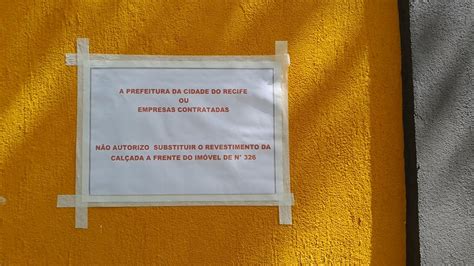 A PREFEITURA DA CIDADE DO RECIFE
OU
EMPRESAS CONTRATADAS
NÃO AUTORIZO SUBSTITUIR O REVESTIMENTO DA
CALÇADA A FRENTE DO IMÓVEL DE N° 326